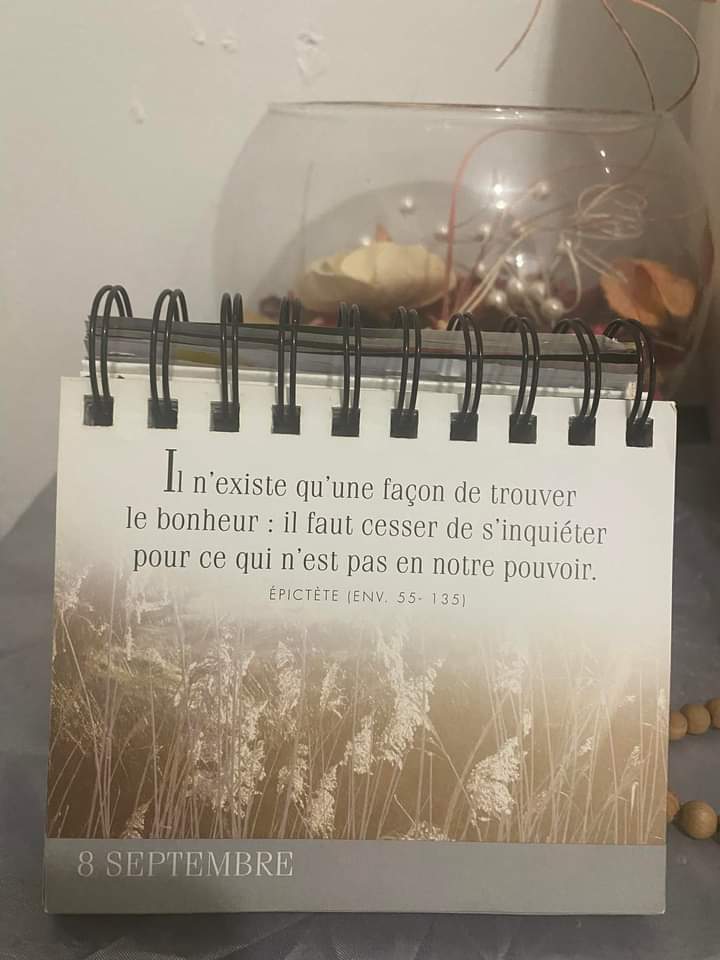 Il n'existe qu'une façon de trouver
le bonheur : il faut cesser de s'inquiéter
pour ce qui n'est pas en notre pouvoir.
ÉPICTÈTE (ENV. 55- 135)
8 SEPTEMBRE